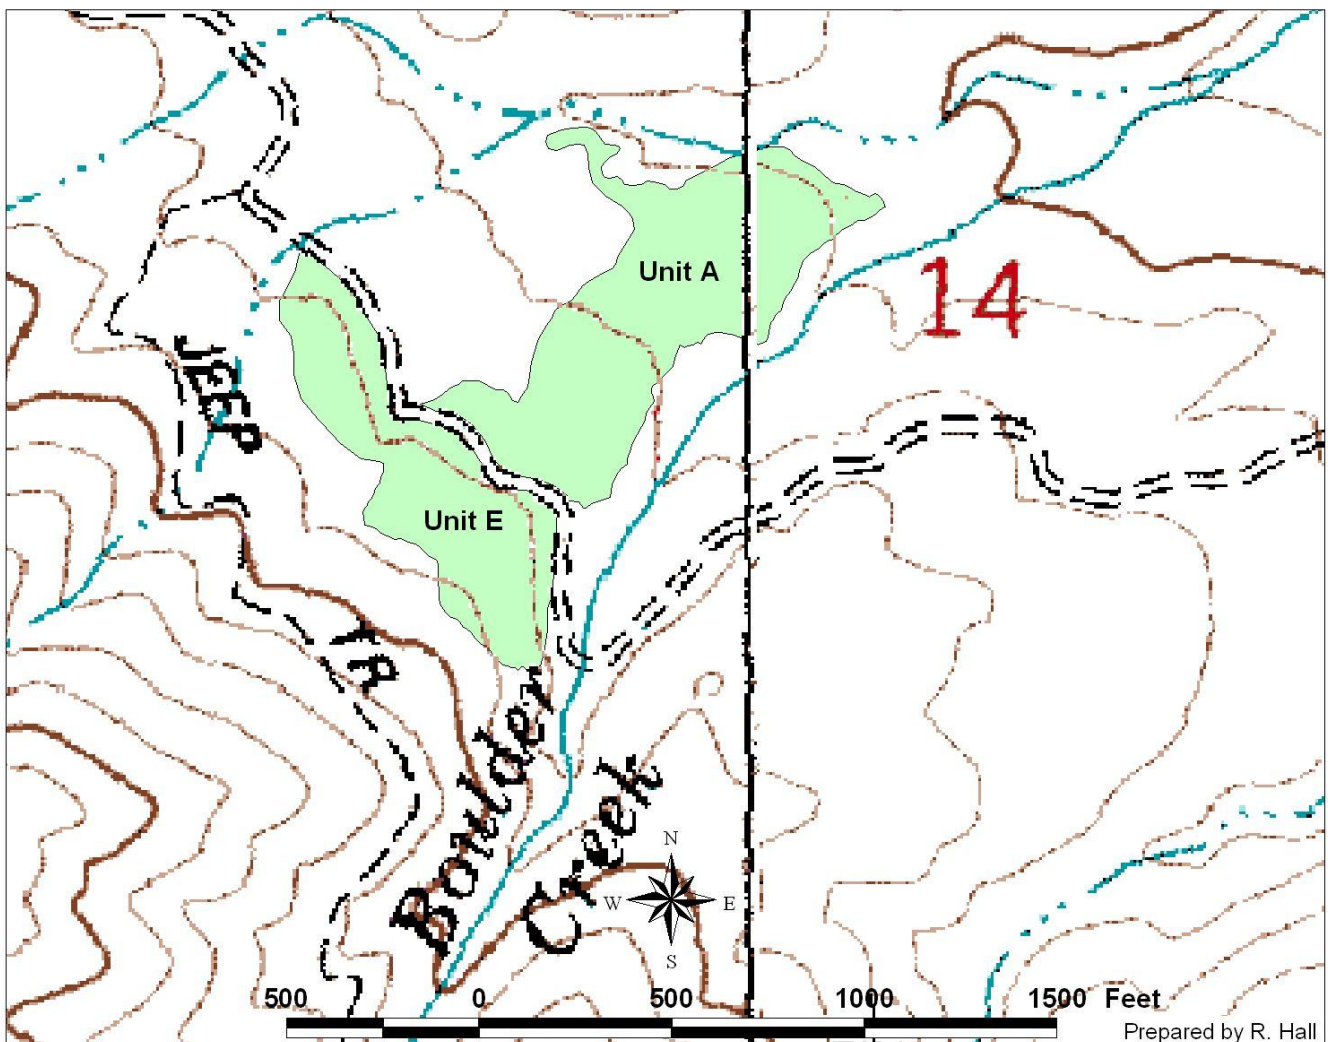 Unit A
14
JEEP
Unit E
TR
Boulder
Creek
N
W E
S
500 0 500 1000 1500 Feet
Prepared by R. Hall